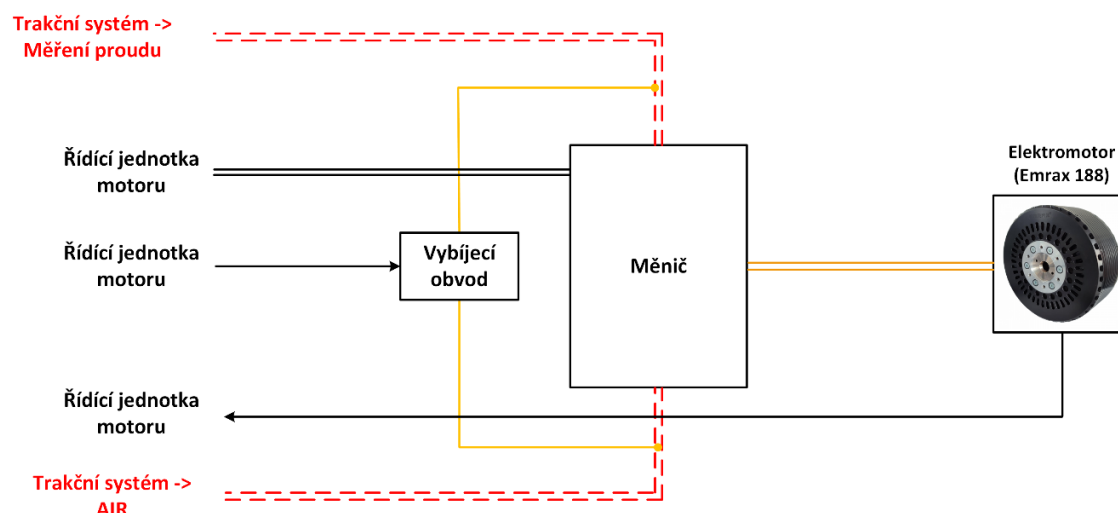 Trakční systém ->
Měření proudu
Řídící jednotka
motoru
Elektromotor
(Emrax 188)
Řídící jednotka
motoru
Vybíjecí
obvod
Měnič
Řídící jednotka
motoru
Trakční systém ->
AIR